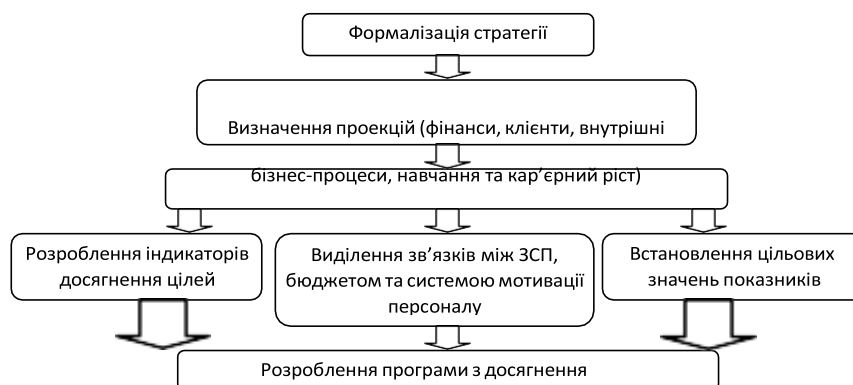 Формалізація стратегії
Визначення проекцій (фінанси, клієнти, внутрішні
бізнес-процеси, навчання та кар’єрний ріст)
Розроблення індикаторів
досягнення цілей
Виділення зв’язків між ЗСП,
бюджетом та системою мотивації
персоналу
Встановлення цільових
значень показників
Розроблення програми з досягнення